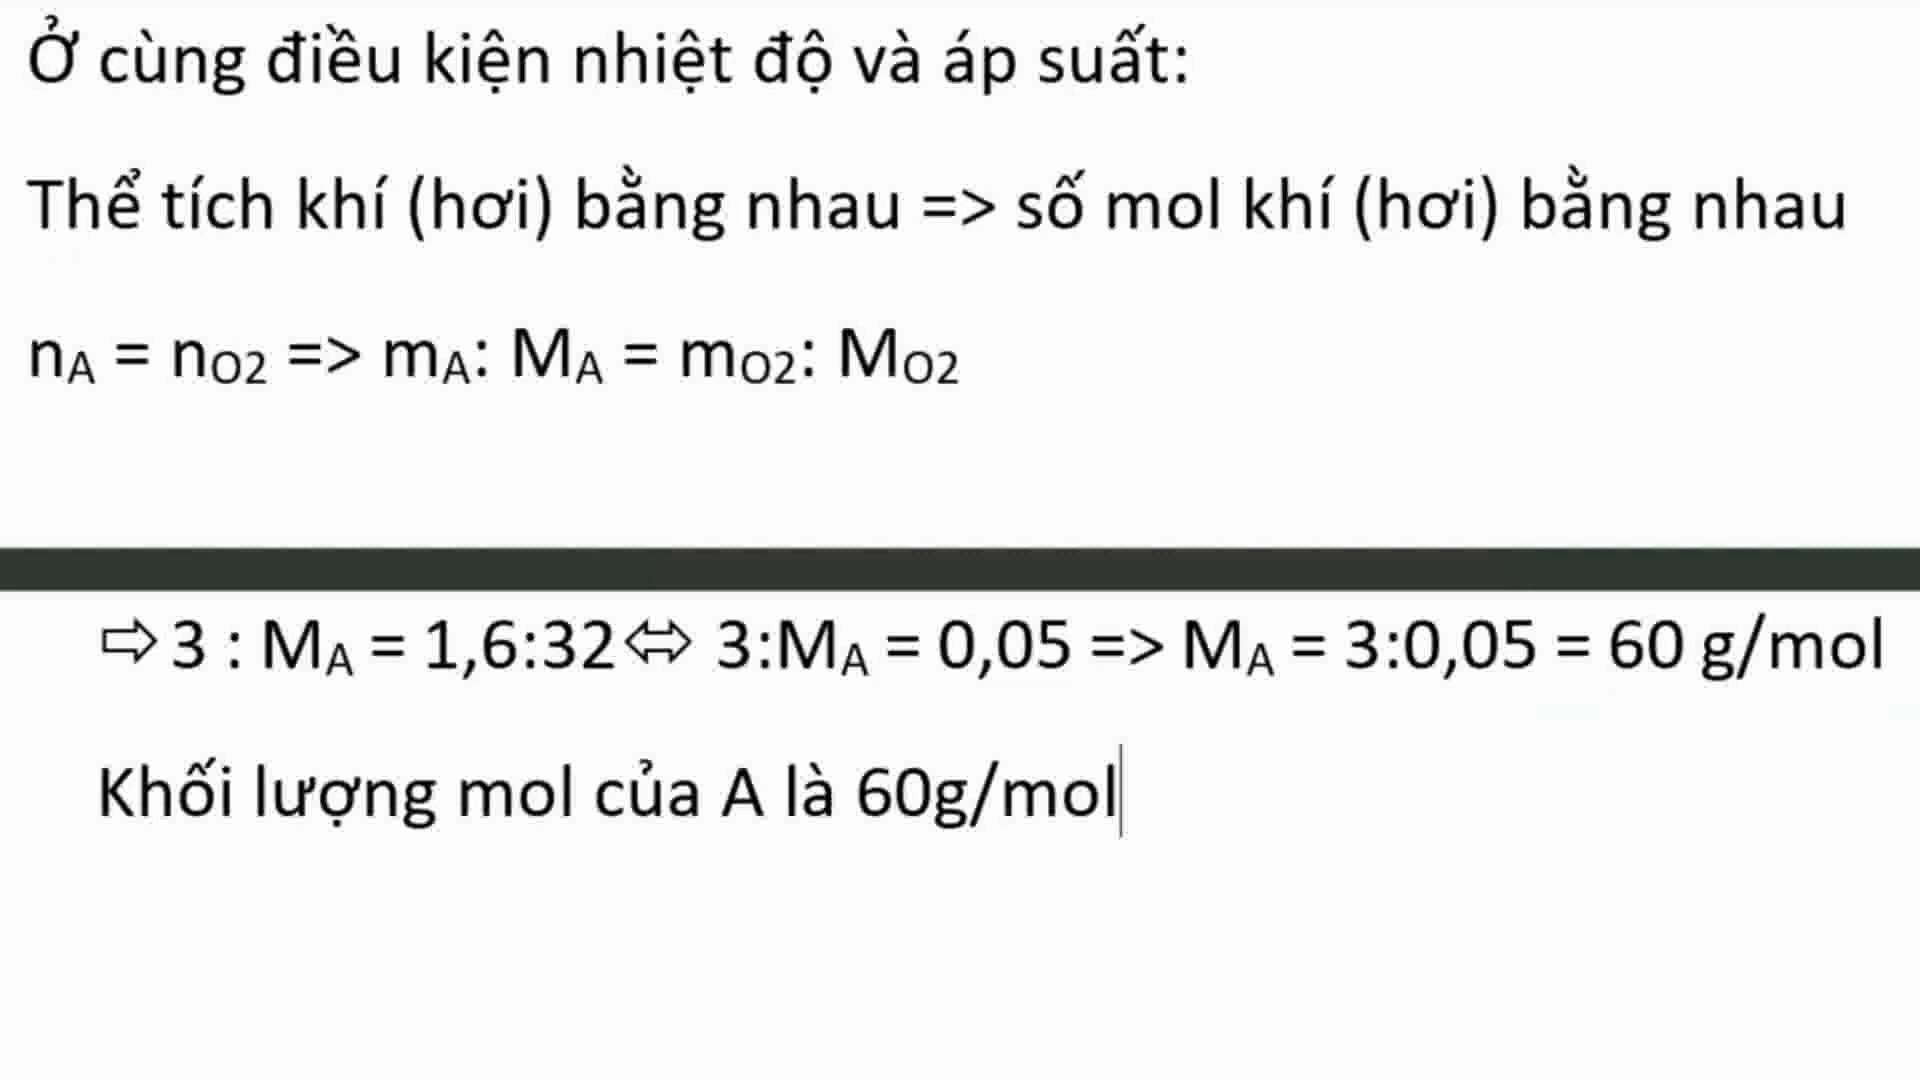 Ở cùng điều kiện nhiệt độ và áp suất:
Thể tích khí (hơi) bằng nhau => số mol khí (hơi) bằng nhau
nA = nO2 => mA: MA = mO2: MO2
⇨3 : MA = 1,6:32⬄ 3:MA = 0,05 => MA = 3:0,05 = 60 g/mol
Khối lượng mol của A là 60g/mol